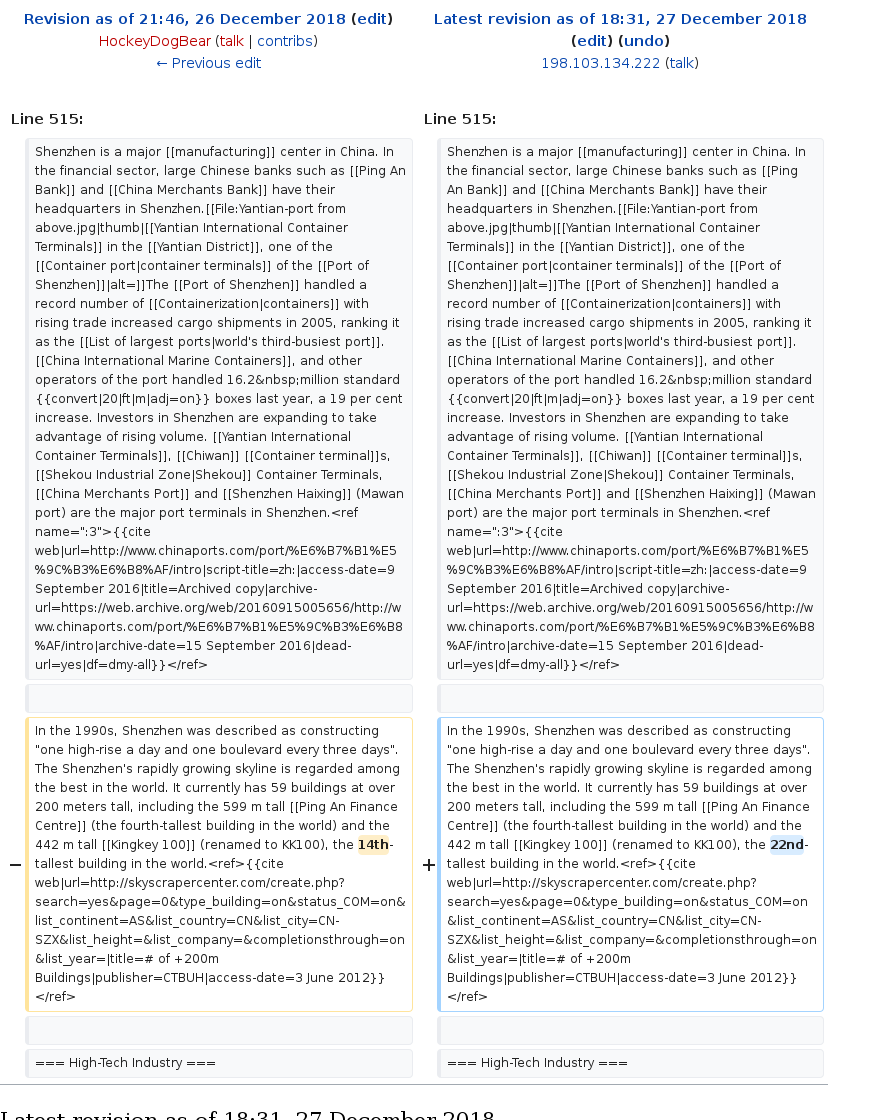 Revision as of 21:46, 26 December 2018 (edit)
HockeyDogBear (talk | contribs)
← Previous edit
Latest revision as of 18:31, 27 December 2018
(edit) (undo)
198.103.134.222 (talk)
Line 515:
Shenzhen is a major [[manufacturing]] center in China. In
the financial sector, large Chinese banks such as [[Ping An
Bank]] and [[China Merchants Bank]] have their
headquarters in Shenzhen.[[File:Yantian-port from
above.jpg|thumb|[[Yantian International Container
Terminals]] in the [[Yantian District]], one of the
[[Container port|container terminals]] of the [[Port of
Shenzhen]]|alt=]]The [[Port of Shenzhen]] handled a
record number of [[Containerization|containers]] with
rising trade increased cargo shipments in 2005, ranking it
as the [[List of largest ports|world's third-busiest port]].
[[China International Marine Containers]], and other
operators of the port handled 16.2&nbsp;million standard
{{convert|20|ft|m|adj=on}} boxes last year, a 19 per cent
increase. Investors in Shenzhen are expanding to take
advantage of rising volume. [[Yantian International
Container Terminals]], [[Chiwan]] [[Container terminal]]s,
[[Shekou Industrial Zone|Shekou]] Container Terminals,
[[China Merchants Port]] and [[Shenzhen Haixing]] (Mawan
port) are the major port terminals in Shenzhen.<ref
name=":3">{{cite
web|url=http://www.chinaports.com/port/%E6%B7%B1%E5
%9C%B3%E6%B8%AF/intro|script-title=zh:|access-date=9
September 2016|title=Archived copy|archive-
url=https://web.archive.org/web/20160915005656/http://w
ww.chinaports.com/port/%E6%B7%B1%E5%9C%B3%E6%B8
%AF/intro|archive-date=15 September 2016|dead-
url=yes|df=dmy-all}}</ref>
− In the 1990s, Shenzhen was described as constructing
"one high-rise a day and one boulevard every three days".
The Shenzhen's rapidly growing skyline is regarded among
the best in the world. It currently has 59 buildings at over
200 meters tall, including the 599 m tall [[Ping An Finance
Centre]] (the fourth-tallest building in the world) and the
442 m tall [[Kingkey 100]] (renamed to KK100), the 14th-
tallest building in the world.<ref>{{cite
web|url=http://skyscrapercenter.com/create.php?
search=yes&page=0&type_building=on&status_COM=on&
list_continent=AS&list_country=CN&list_city=CN-
SZX&list_height=&list_company=&completionsthrough=on
&list_year=|title=# of +200m
Buildings|publisher=CTBUH|access-date=3 June 2012}}
</ref>
=== High-Tech Industry ===
Line 515:
Shenzhen is a major [[manufacturing]] center in China. In
the financial sector, large Chinese banks such as [[Ping
An Bank]] and [[China Merchants Bank]] have their
headquarters in Shenzhen.[[File:Yantian-port from
above.jpg|thumb|[[Yantian International Container
Terminals]] in the [[Yantian District]], one of the
[[Container port|container terminals]] of the [[Port of
Shenzhen]]|alt=]]The [[Port of Shenzhen]] handled a
record number of [[Containerization|containers]] with
rising trade increased cargo shipments in 2005, ranking it
as the [[List of largest ports|world's third-busiest port]].
[[China International Marine Containers]], and other
operators of the port handled 16.2&nbsp;million standard
{{convert|20|ft|m|adj=on}} boxes last year, a 19 per cent
increase. Investors in Shenzhen are expanding to take
advantage of rising volume. [[Yantian International
Container Terminals]], [[Chiwan]] [[Container terminal]]s,
[[Shekou Industrial Zone|Shekou]] Container Terminals,
[[China Merchants Port]] and [[Shenzhen Haixing]] (Mawan
port) are the major port terminals in Shenzhen.<ref
name=":3">{{cite
web|url=http://www.chinaports.com/port/%E6%B7%B1%E5
%9C%B3%E6%B8%AF/intro|script-title=zh:|access-date=9
September 2016|title=Archived copy|archive-
url=https://web.archive.org/web/20160915005656/http://w
ww.chinaports.com/port/%E6%B7%B1%E5%9C%B3%E6%B8
%AF/intro|archive-date=15 September 2016|dead-
url=yes|df=dmy-all}}</ref>
+ In the 1990s, Shenzhen was described as constructing
"one high-rise a day and one boulevard every three days".
The Shenzhen's rapidly growing skyline is regarded among
the best in the world. It currently has 59 buildings at over
200 meters tall, including the 599 m tall [[Ping An Finance
Centre]] (the fourth-tallest building in the world) and the
442 m tall [[Kingkey 100]] (renamed to KK100), the 22nd-
tallest building in the world.<ref>{{cite
web|url=http://skyscrapercenter.com/create.php?
search=yes&page=0&type_building=on&status_COM=on
&list_continent=AS&list_country=CN&list_city=CN-
SZX&list_height=&list_company=&completionsthrough=on
&list_year=|title=# of +200m
Buildings|publisher=CTBUH|access-date=3 June 2012}}
</ref>
=== High-Tech Industry ===
Latest revision as of 18:31, 27 December 2018